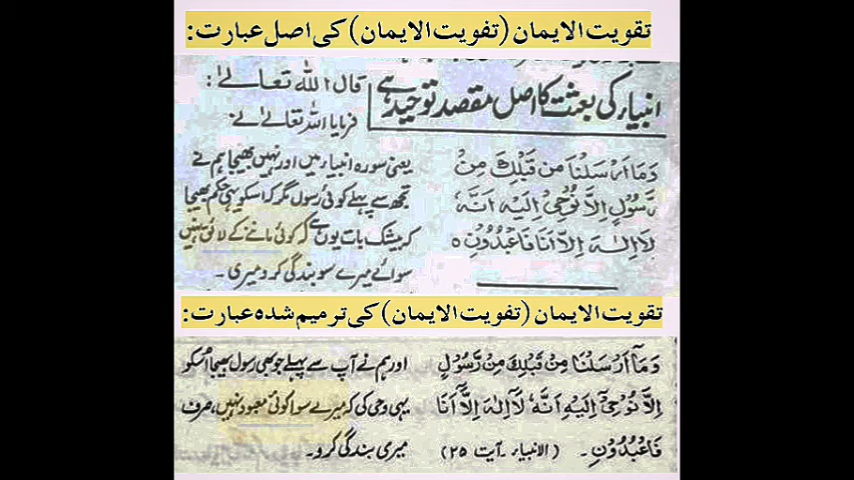 تقویت الایمان (تفویت الایمان) کی اصل عبارت:
انبیاء کی بعثت کا اصل مقصد توحید ہے
قال اللہ تعالیٰ:
فرمایا اللہ تعالیٰ نے:
وَمَا اَرْسَلْنَا مِنْ قَبْلِكَ مِنْ
رَّسُوْلٍ اِلَّا نُوْحِیْ اِلَیْهِ اَنَّهٗ
لَا اِلٰهَ اِلَّا اَنَا فَاعْبُدُوْنِ ٥
یعنی سورہ انبیاء میں اور نہیں بھیجا ہم نے
تجھ سے پہلے کوئی رسول مگر کہ اسکو یہی حکم بھیجا
کہ بیشک بات یوں ہے کہ کوئی ماننے کے لائق نہیں
سوائے میرے سو بندگی کرو میری ۔
تقویت الایمان (تفویت الایمان) کی ترمیم شدہ عبارت:
وَمَآ اَرْسَلْنَا مِنْ قَبْلِكَ مِنْ رَّسُوْلٍ
اِلَّا نُوْحِیْٓ اِلَیْهِ اَنَّهٗ لَآ اِلٰهَ اِلَّآ اَنَا
فَاعْبُدُوْنِ ۔ (الانبیاء ۔ آیت ۲۵)
اور ہم نے آپ سے پہلے جو بھی رسول بھیجا اُسکو
یہی وحی کی کہ میرے سوا کوئی معبود نہیں، صرف
میری بندگی کرو ۔